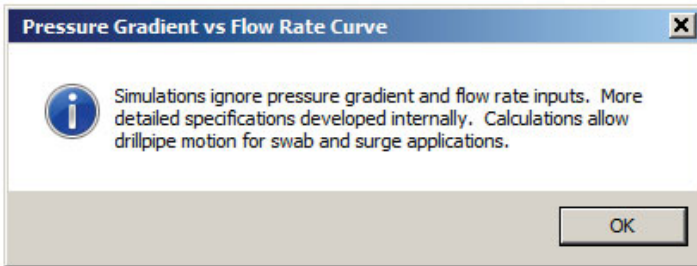 Pressure Gradient vs Flow Rate Curve
Simulations ignore pressure gradient and flow rate inputs. More
detailed specifications developed internally. Calculations allow
drillpipe motion for swab and surge applications.
OK